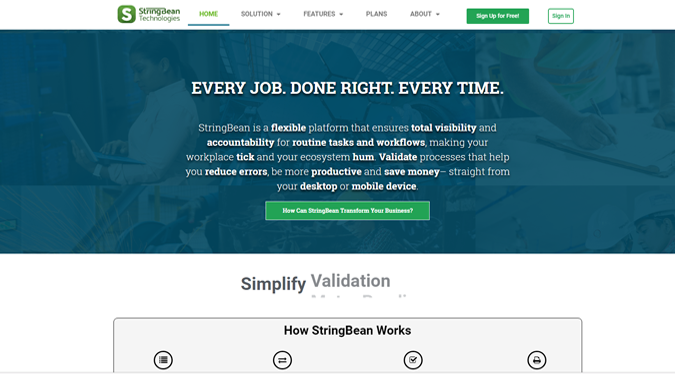 StringBean
Technologies
HOME
SOLUTION
FEATURES
PLANS
ABOUT
Sign Up for Free!
Sign In
EVERY JOB. DONE RIGHT. EVERY TIME.
StringBean is a flexible platform that ensures total visibility and
accountability for routine tasks and workflows, making your
workplace tick and your ecosystem hum. Validate processes that help
you reduce errors, be more productive and save money– straight from
your desktop or mobile device.
How Can StringBean Transform Your Business?
Simplify Validation
How StringBean Works